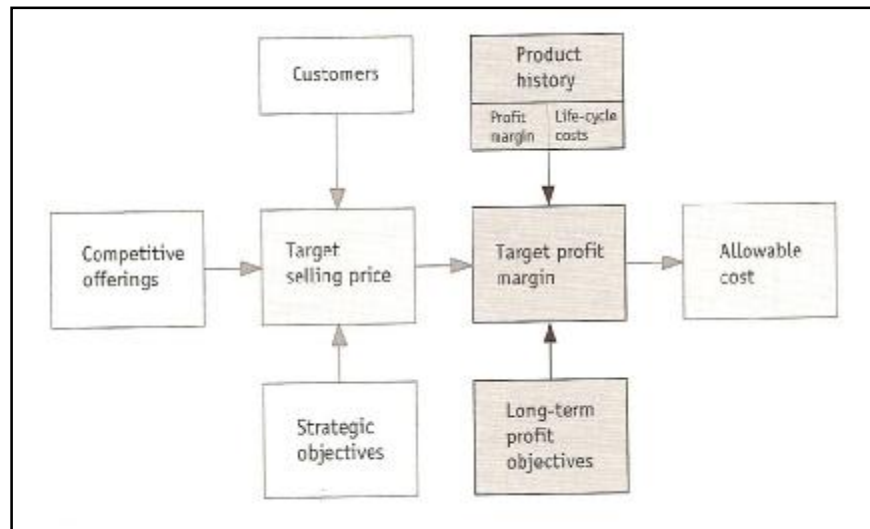 Customers
Product
history
Profit
margin
Life-cycle
costs
Competitive
offerings
Target
selling price
Target profit
margin
Allowable
cost
Strategic
objectives
Long-term
profit
objectives